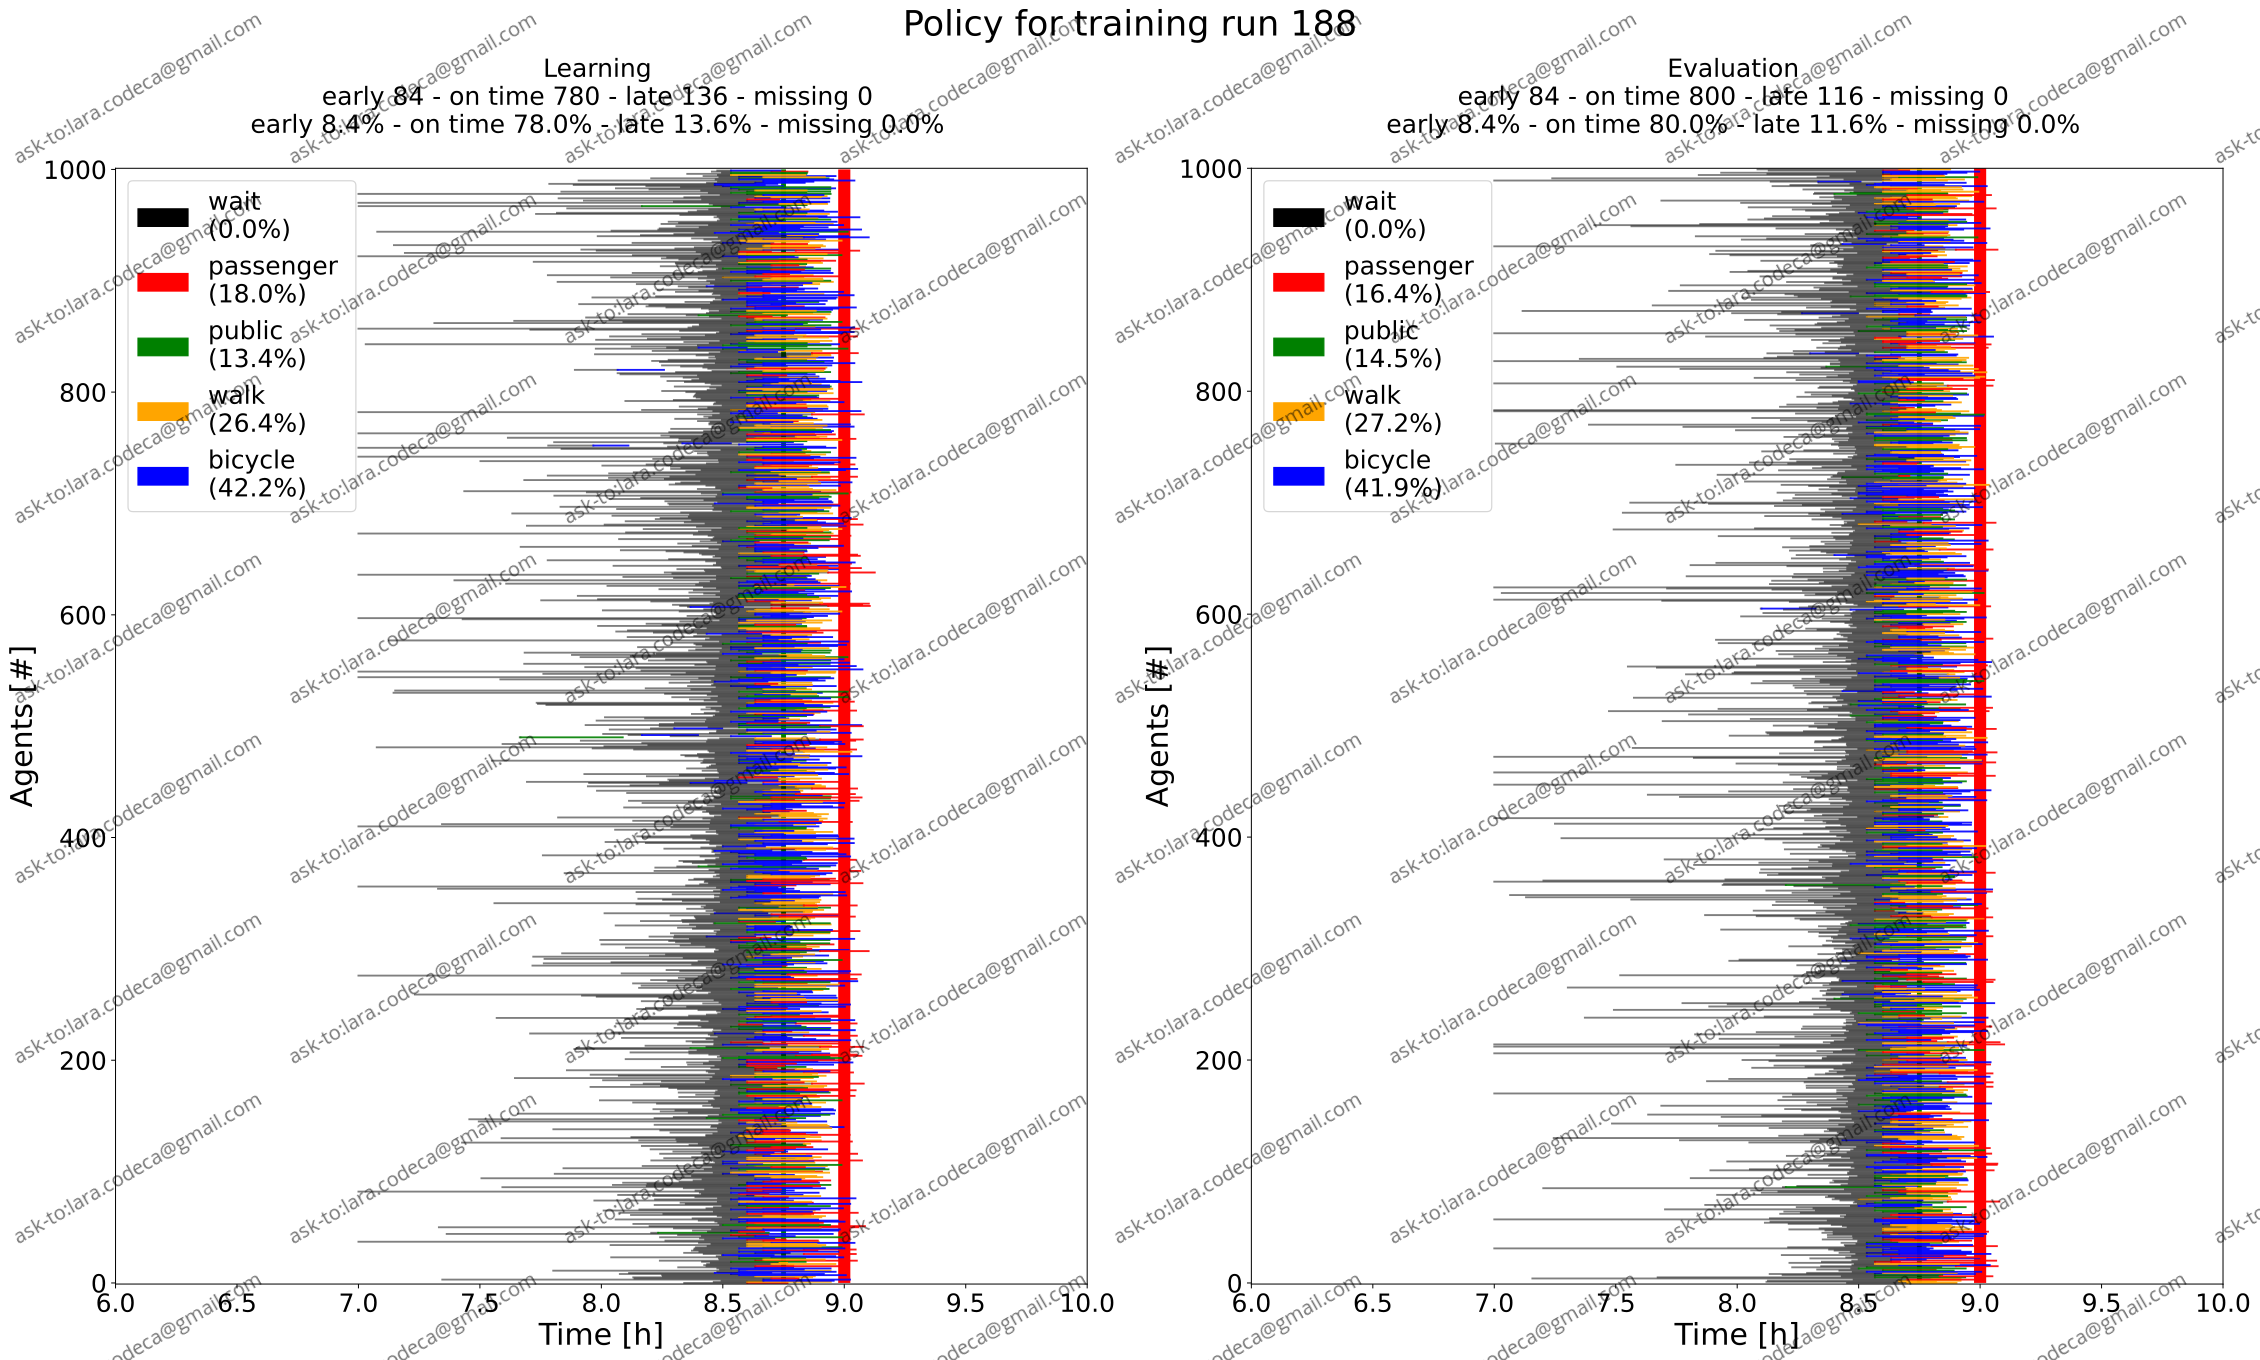 Policy for training run 188
Learning
early 84 - on time 780 - late 136 - missing 0
early 8.4% - on time 78.0% - late 13.6% - missing 0.0%
1000
800
600
400
200
0
Agents [#]
wait
(0.0%)
passenger
(18.0%)
public
(13.4%)
walk
(26.4%)
bicycle
(42.2%)
6.0 6.5 7.0 7.5 8.0 8.5 9.0 9.5 10.0
Time [h]
Evaluation
early 84 - on time 800 - late 116 - missing 0
early 8.4% - on time 80.0% - late 11.6% - missing 0.0%
1000
800
600
400
200
0
Agents [#]
wait
(0.0%)
passenger
(16.4%)
public
(14.5%)
walk
(27.2%)
bicycle
(41.9%)
6.0 6.5 7.0 7.5 8.0 8.5 9.0 9.5 10.0
Time [h]
ask-to:lara.codeca@gmail.com